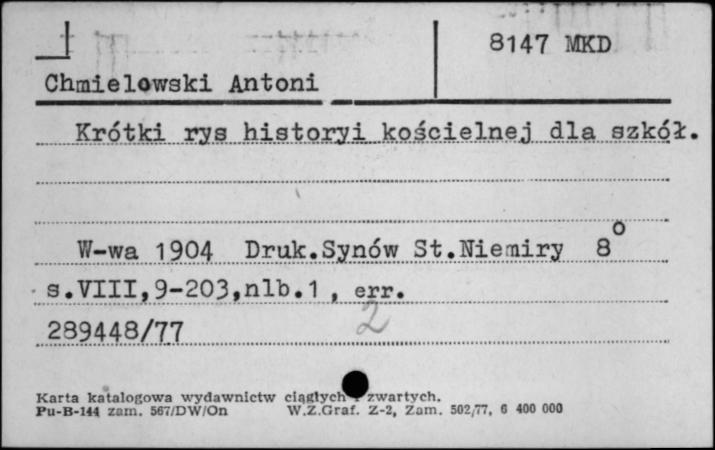 8147 MKD
Chmielowski Antoni
Krótki rys historyi kościelnej dla szkół.
W-wa 1904 Druk.Synów St.Niemiry 8°
s.VIII,9-203,nlb.1, err.
289448/77 2
Karta katalogowa wydawnictw ciągłych i zwartych.
Pu-B-144 zam. 567/DW/On W.Z.Graf. Z-2, Zam. 502/77, 6 400 000